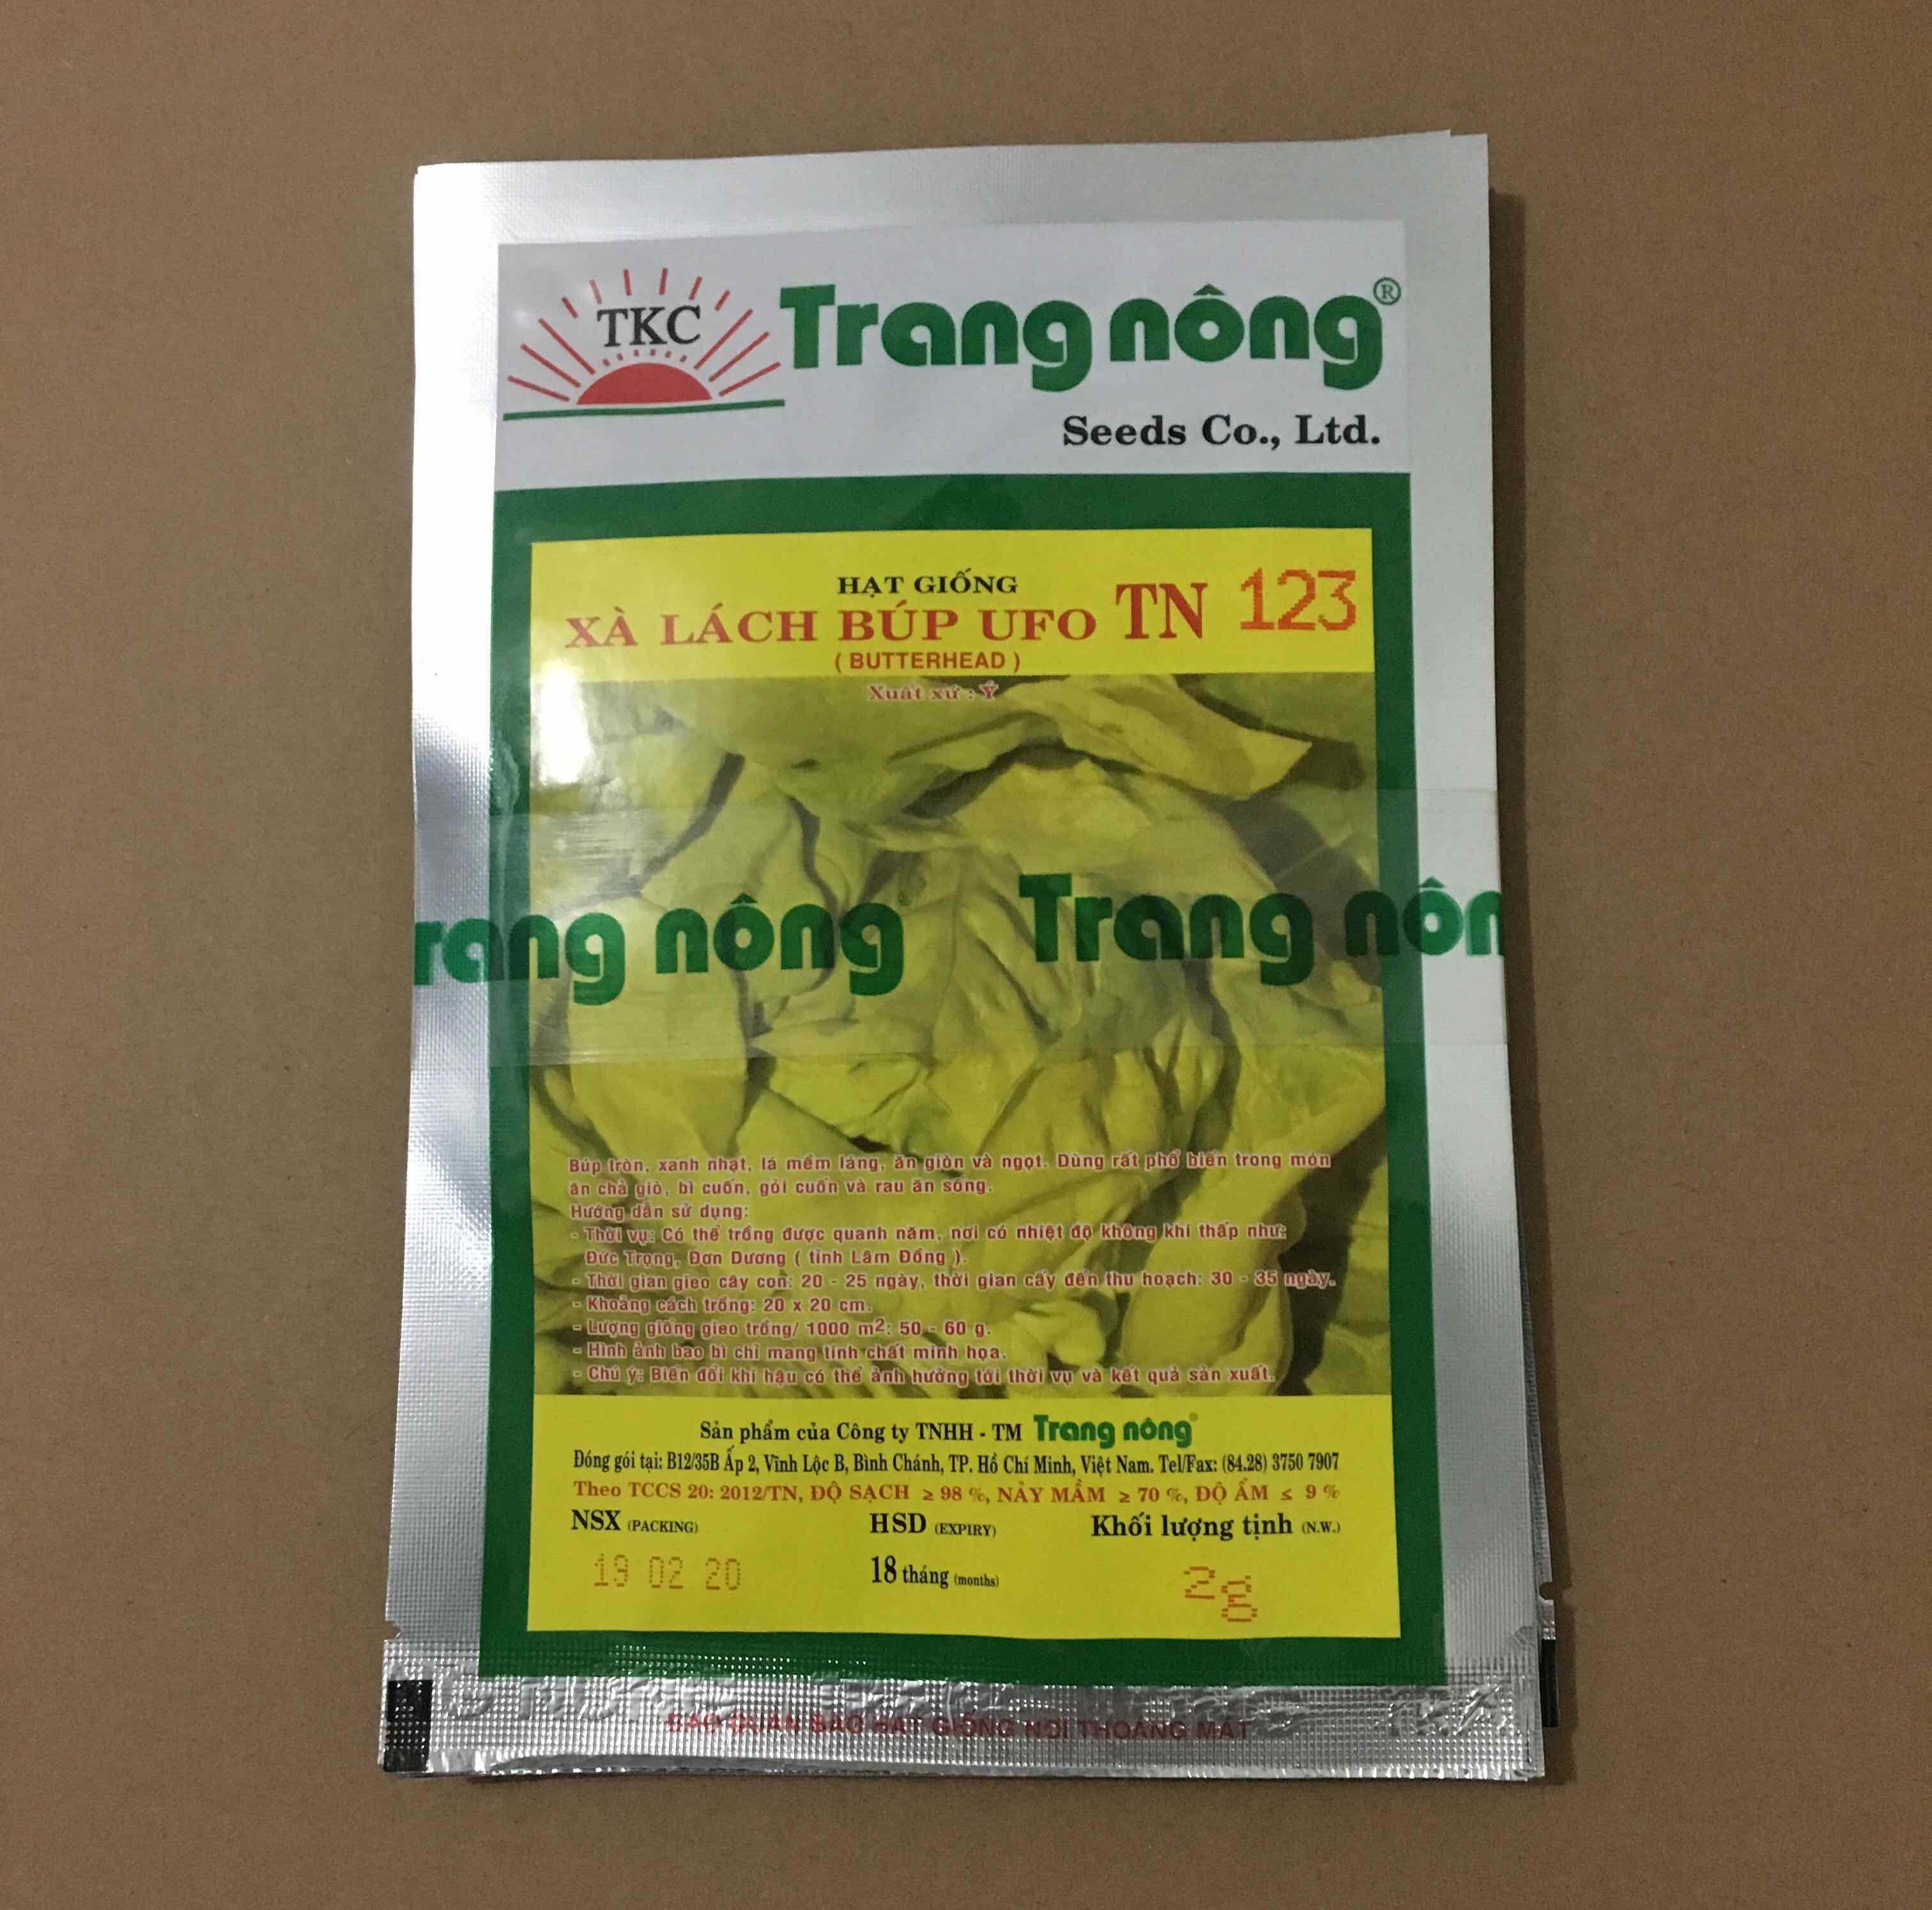 TKC
Trang nông®
Seeds Co., Ltd.
HẠT GIỐNG
XÀ LÁCH BÚP UFO TN 123
( BUTTERHEAD )
Xuất xứ : Ý
rang nông® Trang nôn
Búp tròn, xanh nhạt, lá mềm láng, ăn giòn và ngọt. Dùng rất phổ biến trong món
ăn chả giò, bì cuốn, gỏi cuốn và rau ăn sống.
Hướng dẫn sử dụng:
- Thời vụ: Có thể trồng được quanh năm, nơi có nhiệt độ không khí thấp như:
Đức Trọng, Đơn Dương ( tỉnh Lâm Đồng ).
- Thời gian gieo cây con: 20 - 25 ngày, thời gian cấy đến thu hoạch: 30 - 35 ngày.
- Khoảng cách trồng: 20 x 20 cm.
- Lượng giống gieo trồng/ 1000 m2: 50 - 60 g.
- Hình ảnh bao bì chỉ mang tính chất minh họa.
- Chú ý: Biến đổi khí hậu có thể ảnh hưởng tới thời vụ và kết quả sản xuất.
Sản phẩm của Công ty TNHH - TM Trang nông®
Đóng gói tại: B12/35B Ấp 2, Vĩnh Lộc B, Bình Chánh, TP. Hồ Chí Minh, Việt Nam. Tel/Fax: (84.28) 3750 7907
Theo TCCS 20: 2012/TN, ĐỘ SẠCH ≥ 98 %, NẢY MẦM ≥ 70 %, ĐỘ ẨM ≤ 9 %
NSX (PACKING) HSD (EXPIRY) Khối lượng tịnh (N.W.)
19 02 20 18 tháng (months) 2g
BẢO QUẢN BAO HẠT GIỐNG NƠI THOÁNG MÁT